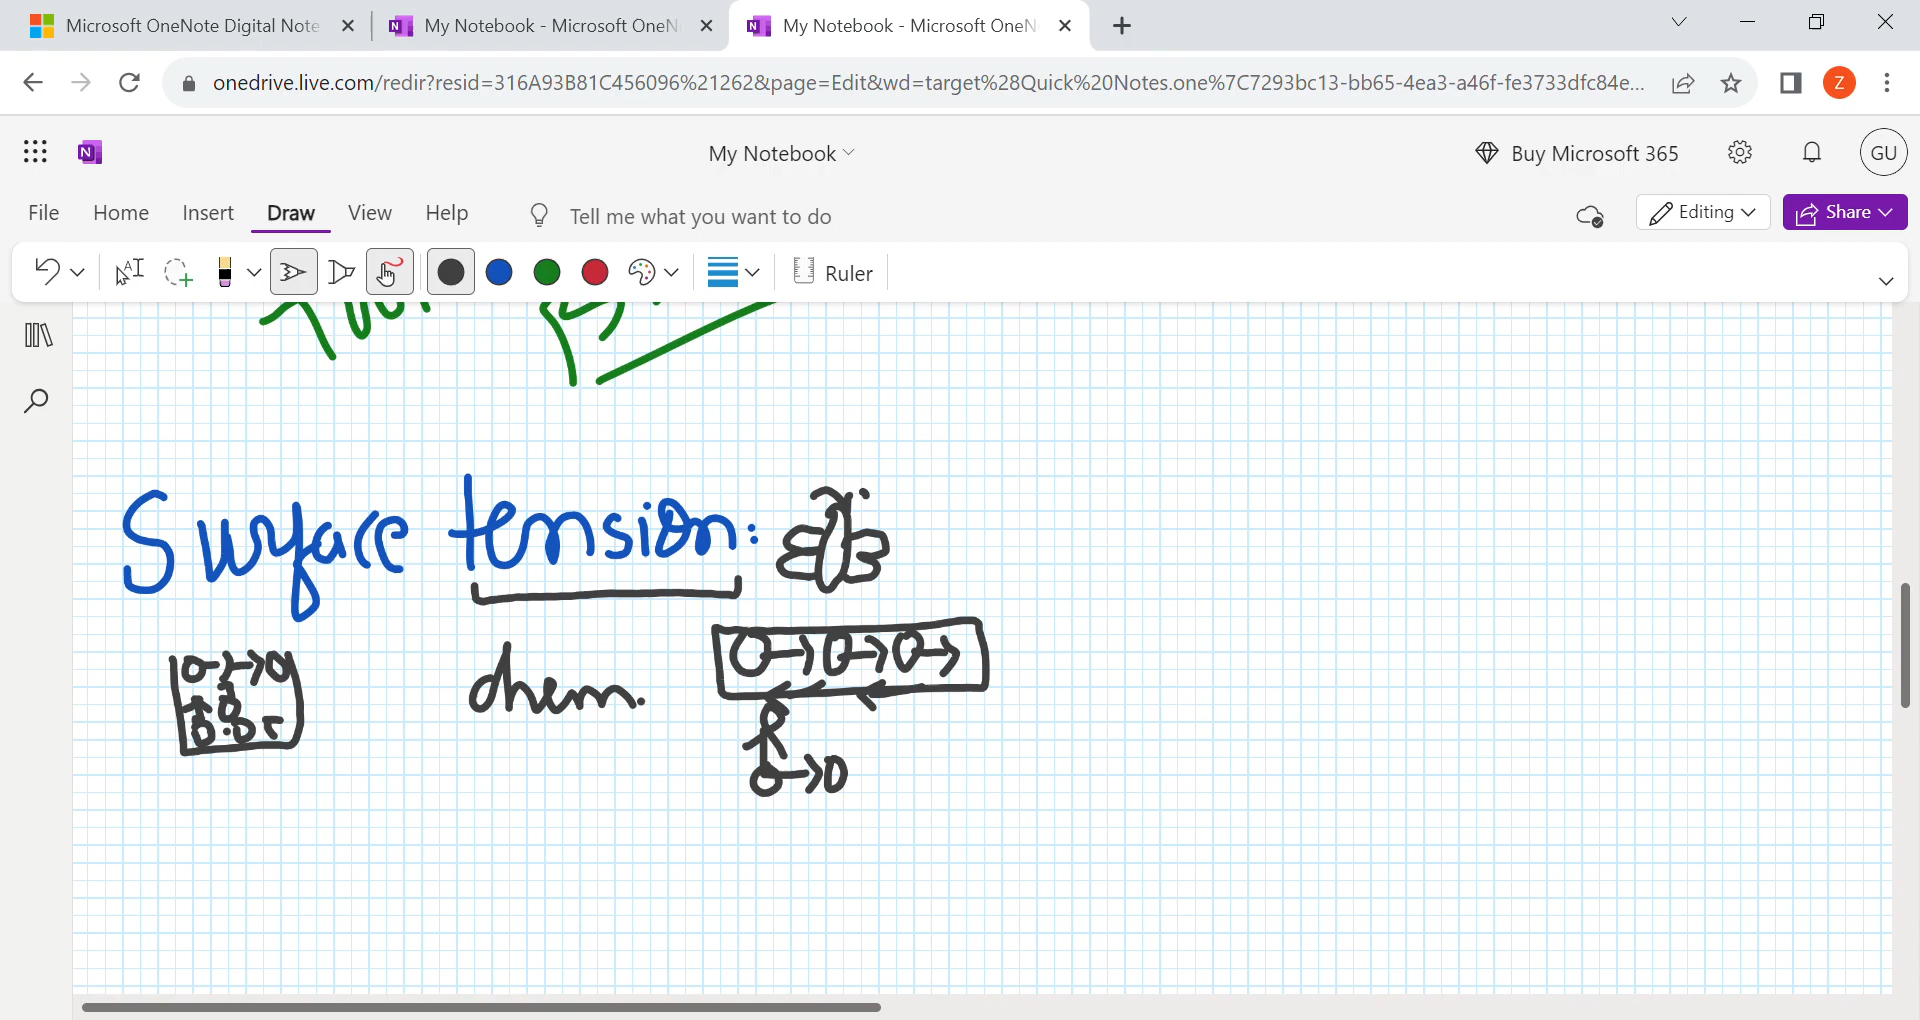 Microsoft OneNote Digital Note
My Notebook - Microsoft OneN
My Notebook - Microsoft OneN
onedrive.live.com/redir?resid=316A93B81C456096%21262&page=Edit&wd=target%28Quick%20Notes.one%7C7293bc13-bb65-4ea3-a46f-fe3733dfc84e...
Z
My Notebook
Buy Microsoft 365
GU
File Home Insert Draw View Help Tell me what you want to do
Editing Share
Ruler
Surface tension:
chem.